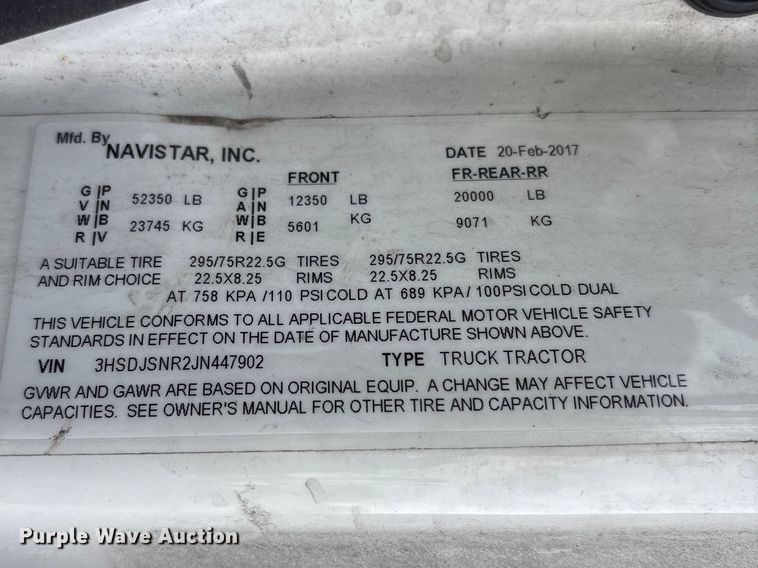 Mfd. By
NAVISTAR, INC.
DATE 20-Feb-2017
FRONT
FR-REAR-RR
G|P V|N W|B R|V
52350 LB
23745 KG
G|P A|N W|B R|E
12350 LB
5601 KG
20000 LB
9071 KG
A SUITABLE TIRE 295/75R22.5G TIRES 295/75R22.5G TIRES
AND RIM CHOICE 22.5X8.25 RIMS 22.5X8.25 RIMS
AT 758 KPA /110 PSI COLD AT 689 KPA/ 100PSI COLD DUAL
THIS VEHICLE CONFORMS TO ALL APPLICABLE FEDERAL MOTOR VEHICLE SAFETY
STANDARDS IN EFFECT ON THE DATE OF MANUFACTURE SHOWN ABOVE.
VIN 3HSDJSNR2JN447902 TYPE TRUCK TRACTOR
GVWR AND GAWR ARE BASED ON ORIGINAL EQUIP. A CHANGE MAY AFFECT VEHICLE
CAPACITIES. SEE OWNER'S MANUAL FOR OTHER TIRE AND CAPACITY INFORMATION.
Purple Wave Auction